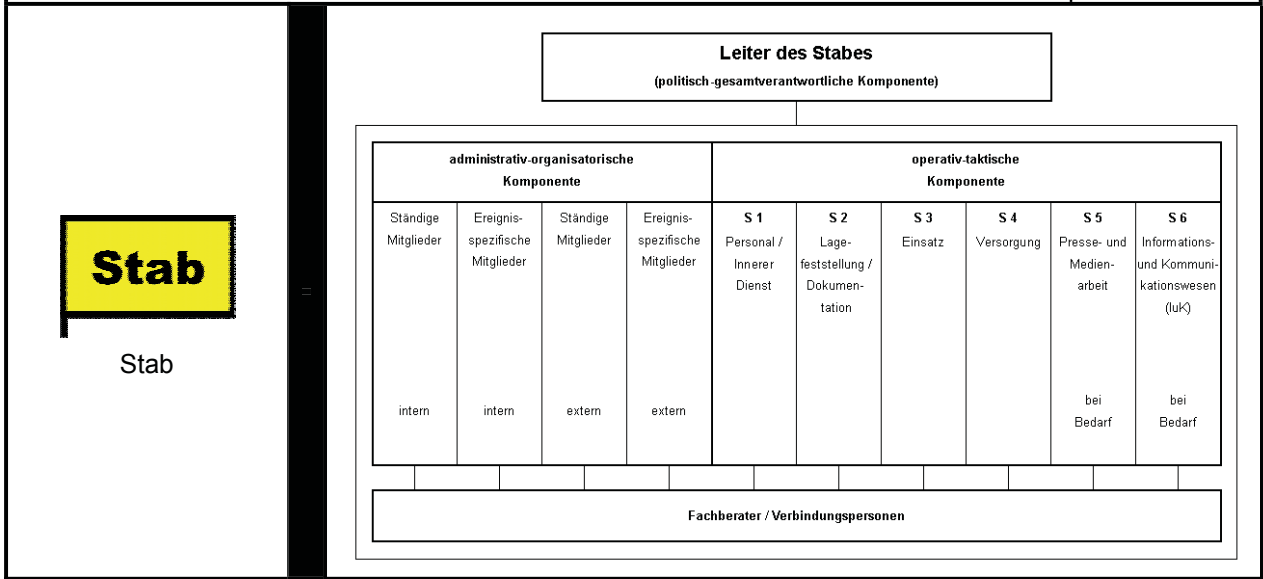 Stab
Stab
Leiter des Stabes
(politisch-gesamtverantwortliche Komponente)
administrativ-organisatorische
Komponente
operativ-taktische
Komponente
Ständige
Mitglieder
intern
Ereignis-
spezifische
Mitglieder
intern
Ständige
Mitglieder
extern
Ereignis-
spezifische
Mitglieder
extern
S 1
Personal /
Innerer
Dienst
S 2
Lage-
feststellung /
Dokumen-
tation
S 3
Einsatz
S 4
Versorgung
S 5
Presse- und
Medien-
arbeit
bei
Bedarf
S 6
Informations-
und Kommuni-
kationswesen
(IuK)
bei
Bedarf
Fachberater / Verbindungspersonen